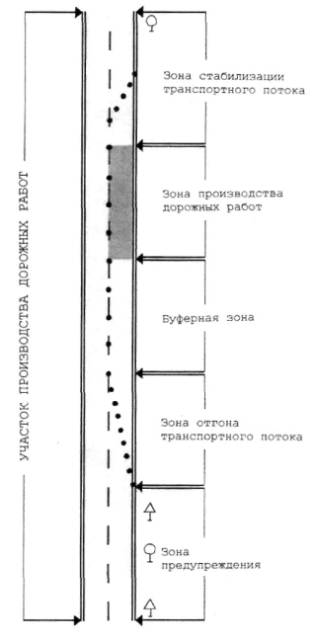 Зона стабилизации
транспортного потока
Зона производства
дорожных работ
Буферная зона
Зона отгона
транспортного потока
Зона
предупреждения
УЧАСТОК ПРОИЗВОДСТВА ДОРОЖНЫХ РАБОТ